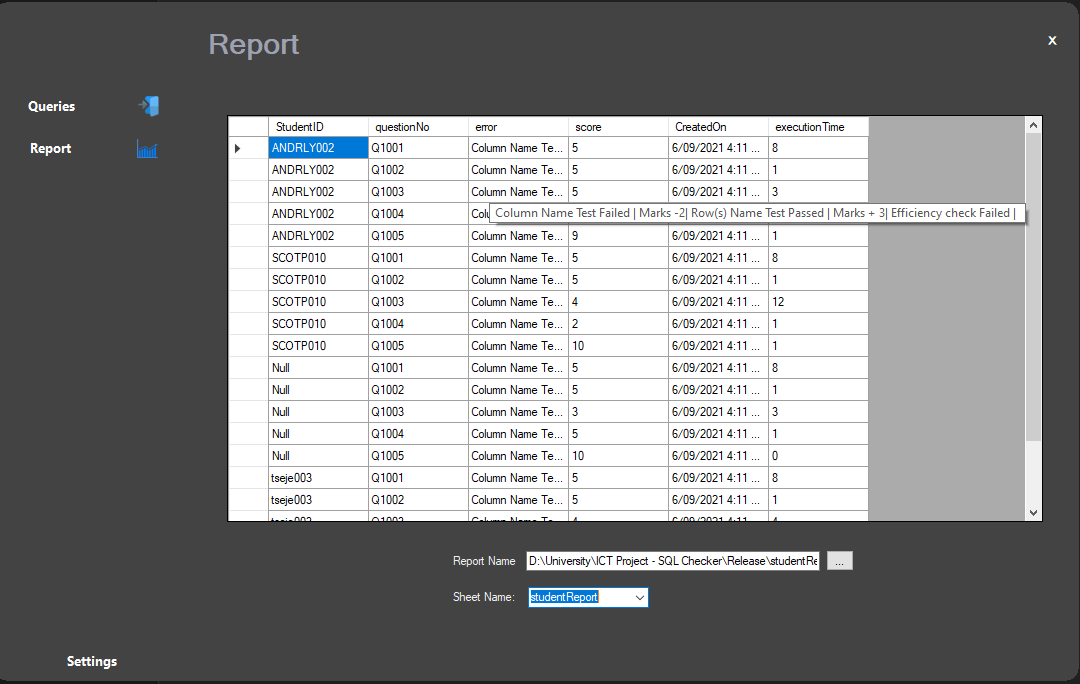 Report
x
Queries
Report
StudentID questionNo error score CreatedOn executionTime
ANDRLY002 Q1001 Column Name Te... 5 6/09/2021 4:11 ... 8
ANDRLY002 Q1002 Column Name Te... 5 6/09/2021 4:11 ... 1
ANDRLY002 Q1003 Column Name Te... 5 6/09/2021 4:11 ... 3
ANDRLY002 Q1004
Column Name Test Failed | Marks -2| Row(s) Name Test Passed | Marks + 3| Efficiency check Failed |
ANDRLY002 Q1005 Column Name Te... 9 6/09/2021 4:11 ... 1
SCOTP010 Q1001 Column Name Te... 5 6/09/2021 4:11 ... 8
SCOTP010 Q1002 Column Name Te... 5 6/09/2021 4:11 ... 1
SCOTP010 Q1003 Column Name Te... 4 6/09/2021 4:11 ... 12
SCOTP010 Q1004 Column Name Te... 2 6/09/2021 4:11 ... 1
SCOTP010 Q1005 Column Name Te... 10 6/09/2021 4:11 ... 1
Null Q1001 Column Name Te... 5 6/09/2021 4:11 ... 8
Null Q1002 Column Name Te... 5 6/09/2021 4:11 ... 1
Null Q1003 Column Name Te... 3 6/09/2021 4:11 ... 3
Null Q1004 Column Name Te... 5 6/09/2021 4:11 ... 1
Null Q1005 Column Name Te... 10 6/09/2021 4:11 ... 0
tseje003 Q1001 Column Name Te... 5 6/09/2021 4:11 ... 8
tseje003 Q1002 Column Name Te... 5 6/09/2021 4:11 ... 1
Report Name D:\University\ICT Project - SQL Checker\Release\studentRe ...
Sheet Name: studentReport
Settings